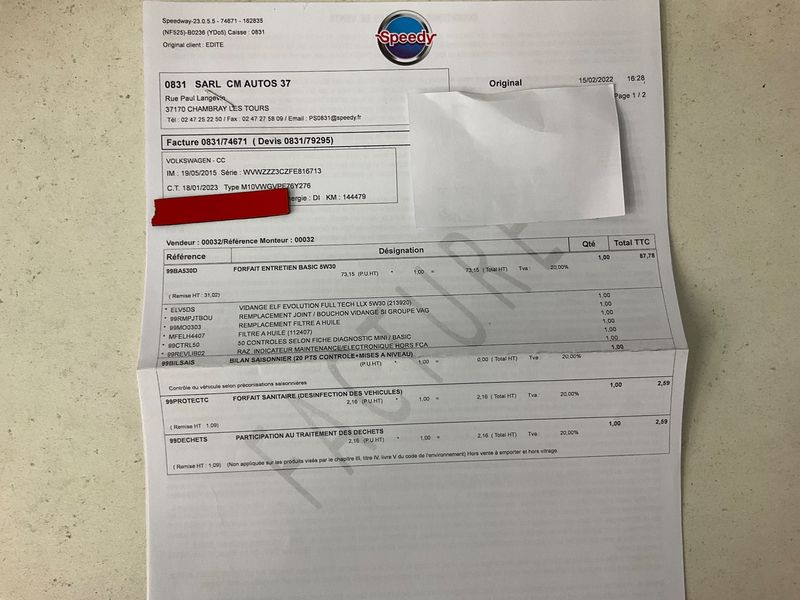 Speedway-23.0.5.5 - 74671 - 162835
(NF525)-B0236 (YDo5) Caisse : 0831
Original client : EDITE
Speedy
0831 SARL CM AUTOS 37
Rue Paul Langevin
37170 CHAMBRAY LES TOURS
Tél : 02 47 25 22 50 / Fax : 02 47 27 58 09 / Email : PS0831@speedy.fr
Original 15/02/2022 16:28
Page 1 / 2
Facture 0831/74671 ( Devis 0831/79295)
VOLKSWAGEN - CC
IM : 19/05/2015 Série : WVWZZZ3CZFE816713
C.T. 18/01/2023 Type M10VWGVPE76Y276
nergie : DI KM : 144479
Vendeur : 00032/Référence Monteur : 00032
Référence Désignation Qté Total TTC
99BA530D FORFAIT ENTRETIEN BASIC 5W30 1,00 87,78
73,15 (P.U.HT) * 1,00 = 73,15 (Total HT) Tva : 20,00%
( Remise HT : 31,02)
* ELV5DS VIDANGE ELF EVOLUTION FULL TECH LLX 5W30 (213920) 1,00
* 99RMPJTBOU REMPLACEMENT JOINT / BOUCHON VIDANGE SI GROUPE VAG 1,00
* 99MO0303 REMPLACEMENT FILTRE A HUILE 1,00
* MFELH4407 FILTRE A HUILE (112407) 1,00
* 99CTRL50 50 CONTROLES SELON FICHE DIAGNOSTIC MINI / BASIC 1,00
* 99REVLIB02 RAZ INDICATEUR MAINTENANCE/ELECTRONIQUE HORS FCA 1,00
99BILSAIS BILAN SAISONNIER (20 PTS CONTROLE+MISES A NIVEAU)
(P.U.HT) * 1,00 = 0,00 (Total HT) Tva : 20,00%
Contrôle du véhicule selon préconisations saisonnières
99PROTECTC FORFAIT SANITAIRE (DESINFECTION DES VEHICULES) 1,00 2,59
2,16 (P.U.HT) * 1,00 = 2,16 (Total HT) Tva : 20,00%
( Remise HT : 1,09)
99DECHETS PARTICIPATION AU TRAITEMENT DES DECHETS 1,00 2,59
2,16 (P.U.HT) * 1,00 = 2,16 (Total HT) Tva : 20,00%
( Remise HT : 1,09) (Non appliquée sur les produits visés par le chapitre III, titre IV, livre V du code de l'environnement) Hors vente à emporter et hors vitrage.
FACTURE